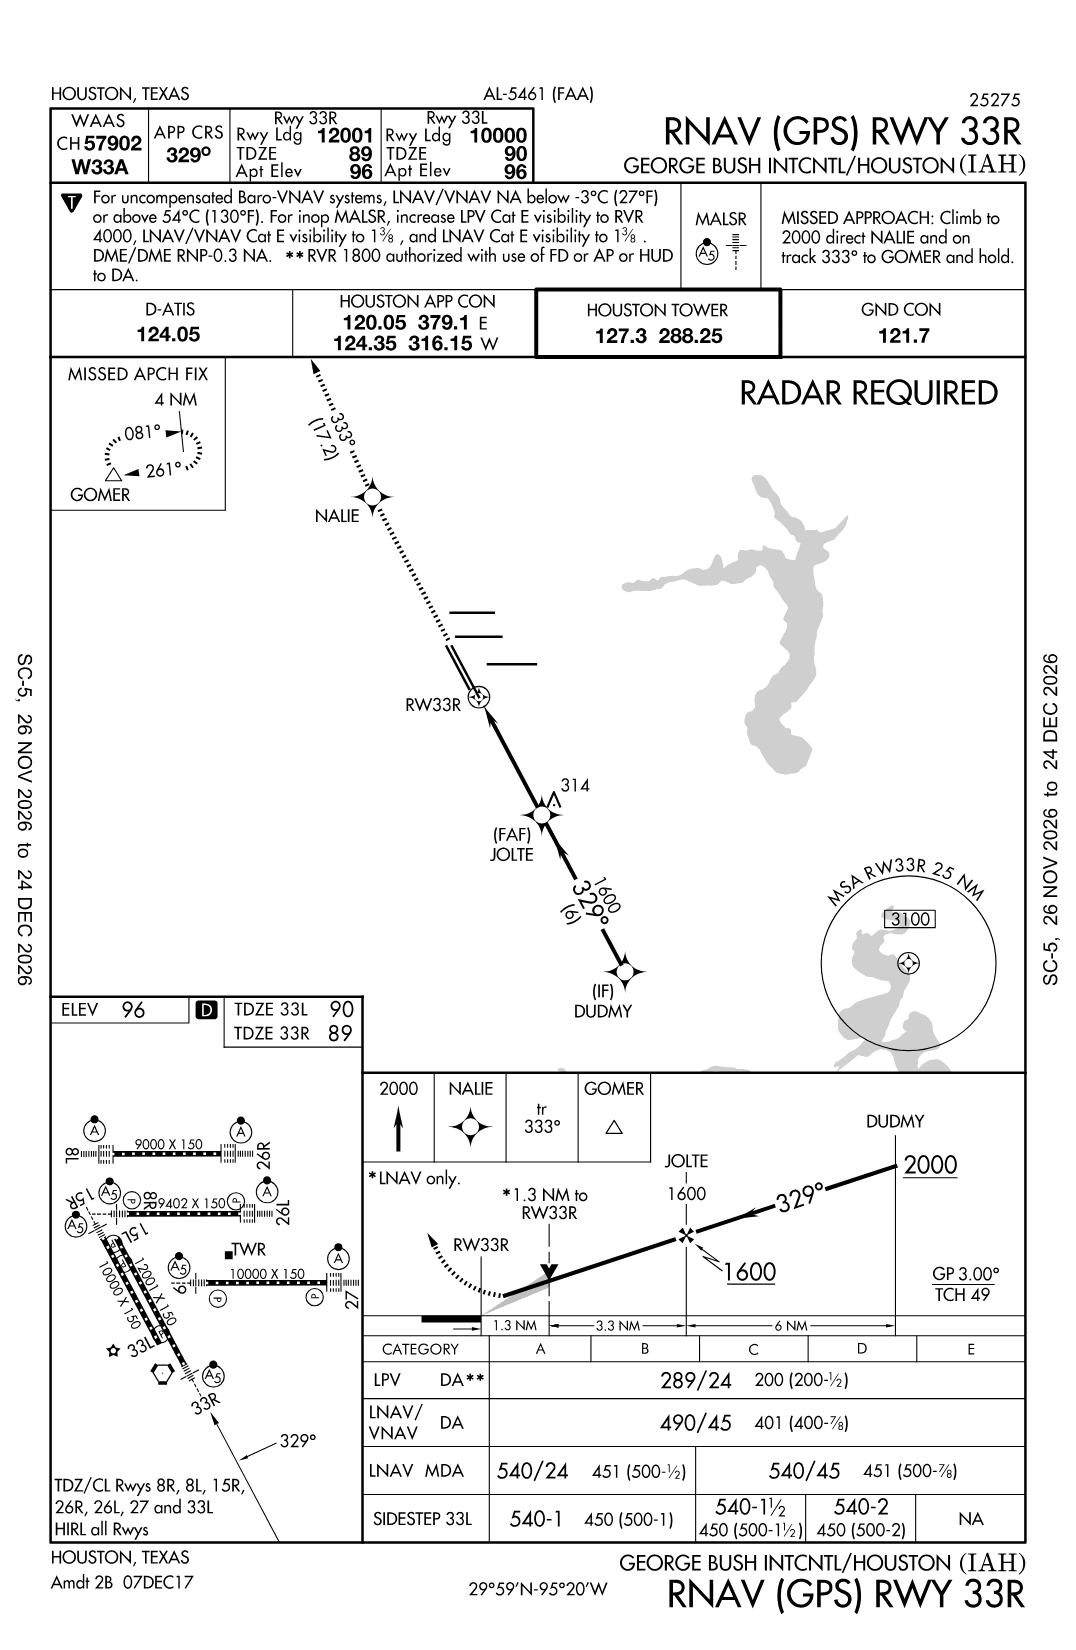 HOUSTON, TEXAS
AL-5461 (FAA)
25275
WAAS
CH 57902
W33A
APP CRS
329°
Rwy 33R
Rwy Ldg 12001
TDZE 89
Apt Elev 96
Rwy 33L
Rwy Ldg 10000
TDZE 90
Apt Elev 96
RNAV (GPS) RWY 33R
GEORGE BUSH INTCNTL/HOUSTON (IAH)
T
For uncompensated Baro-VNAV systems, LNAV/VNAV NA below -3°C (27°F)
or above 54°C (130°F). For inop MALSR, increase LPV Cat E visibility to RVR
4000, LNAV/VNAV Cat E visibility to 1⅜ , and LNAV Cat E visibility to 1⅜ .
DME/DME RNP-0.3 NA. **RVR 1800 authorized with use of FD or AP or HUD
to DA.
MALSR
A5
MISSED APPROACH: Climb to
2000 direct NALIE and on
track 333° to GOMER and hold.
D-ATIS
124.05
HOUSTON APP CON
120.05 379.1 E
124.35 316.15 W
HOUSTON TOWER
127.3 288.25
GND CON
121.7
MISSED APCH FIX
4 NM
081°
261°
GOMER
RADAR REQUIRED
333°
(17.2)
NALIE
RW33R
314
(FAF)
JOLTE
1600
329°
(6)
(IF)
DUDMY
MSA RW33R 25 NM
3100
SC-5, 26 NOV 2026 to 24 DEC 2026
SC-5, 26 NOV 2026 to 24 DEC 2026
ELEV 96
D
TDZE 33L 90
TDZE 33R 89
A
A
8L
9000 X 150
26R
A5
A
15R
8R
P
9402 X 150
P
26L
A5
15L
P
P
TWR
A5
A
9
10000 X 150
27
P
P
10000 X 150
12001 X 150
33L
P
A5
33R
329°
TDZ/CL Rwys 8R, 8L, 15R,
26R, 26L, 27 and 33L
HIRL all Rwys
2000
NALIE
tr
333°
GOMER
DUDMY
*LNAV only.
JOLTE
2000
*1.3 NM to
RW33R
1600
329°
RW33R
1600
GP 3.00°
TCH 49
1.3 NM
3.3 NM
6 NM
CATEGORY A B C D E
LPV DA** 289/24 200 (200-½)
LNAV/
VNAV DA 490/45 401 (400-⅞)
LNAV MDA 540/24 451 (500-½) 540/45 451 (500-⅞)
SIDESTEP 33L 540-1 450 (500-1) 540-1½ 450 (500-1½) 540-2 450 (500-2) NA
HOUSTON, TEXAS
Amdt 2B 07DEC17
29°59'N-95°20'W
GEORGE BUSH INTCNTL/HOUSTON (IAH)
RNAV (GPS) RWY 33R